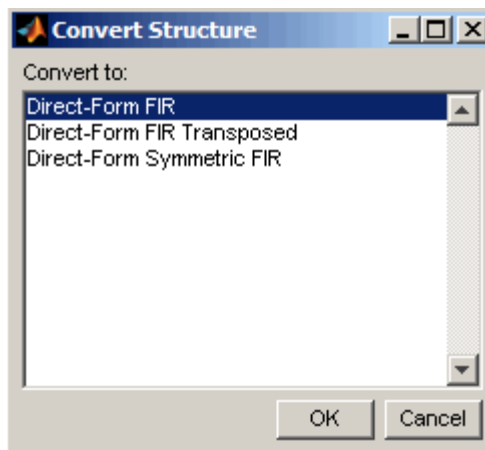 Convert Structure
Convert to:
Direct-Form FIR
Direct-Form FIR Transposed
Direct-Form Symmetric FIR
OK Cancel